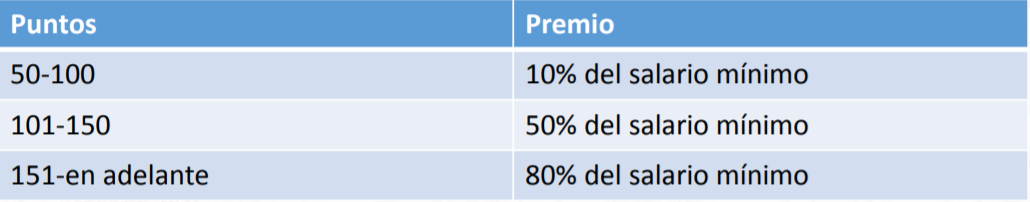 Puntos Premio
50-100 10% del salario mínimo
101-150 50% del salario mínimo
151-en adelante 80% del salario mínimo